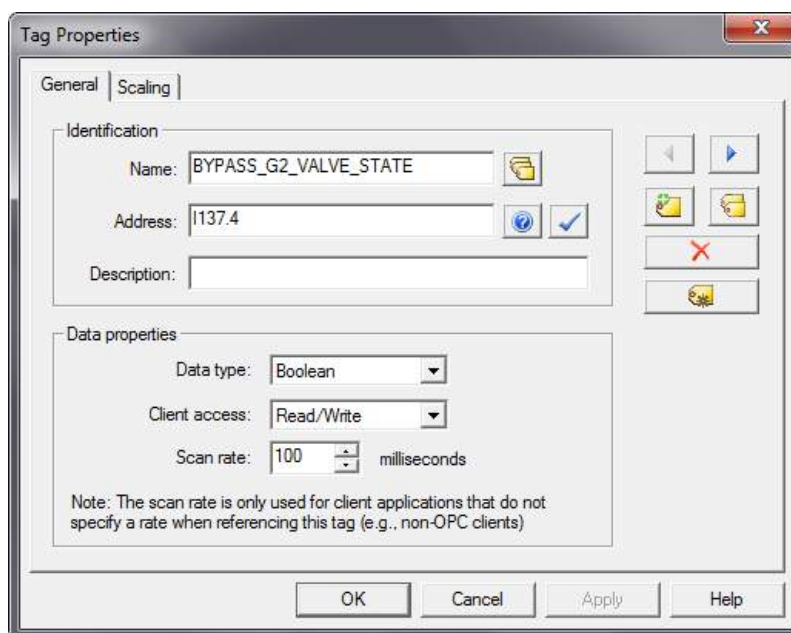 Tag Properties
General
Scaling
Identification
Name: BYPASS_G2_VALVE_STATE
Address: I137.4
Description:
Data properties
Data type: Boolean
Client access: Read/Write
Scan rate: 100 milliseconds
Note: The scan rate is only used for client applications that do not
specify a rate when referencing this tag (e.g., non-OPC clients)
OK
Cancel
Apply
Help